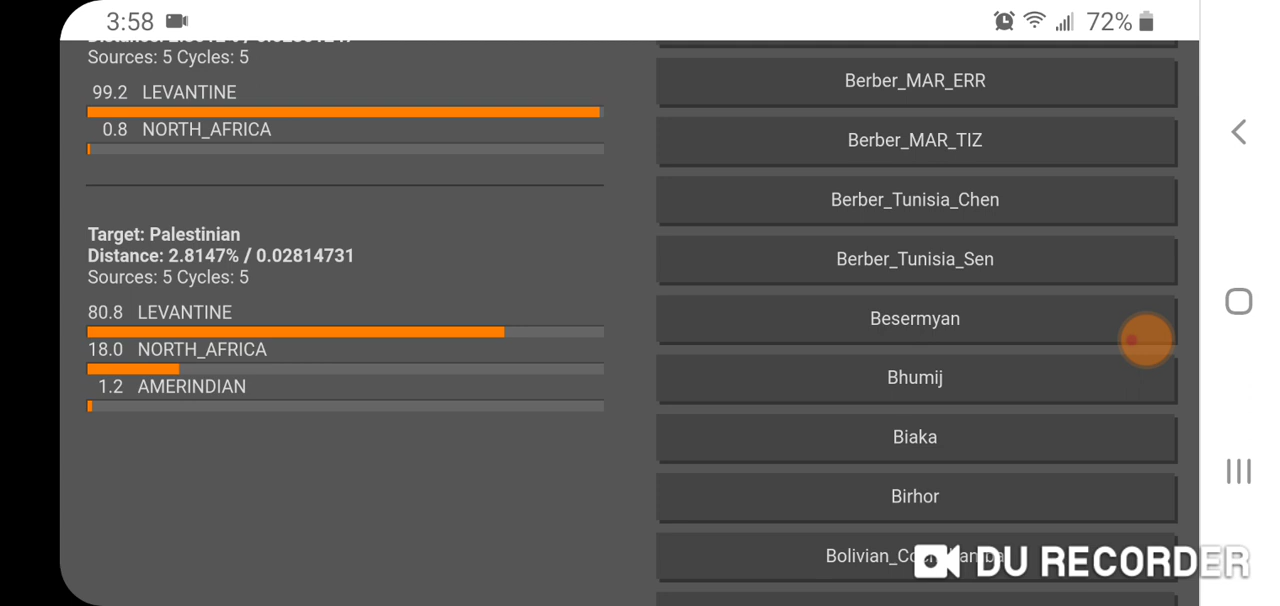 3:58
72%
Sources: 5 Cycles: 5
99.2 LEVANTINE
0.8 NORTH_AFRICA
Target: Palestinian
Distance: 2.8147% / 0.02814731
Sources: 5 Cycles: 5
80.8 LEVANTINE
18.0 NORTH_AFRICA
1.2 AMERINDIAN
Berber_MAR_ERR
Berber_MAR_TIZ
Berber_Tunisia_Chen
Berber_Tunisia_Sen
Besermyan
Bhumij
Biaka
Birhor
DU RECORDER